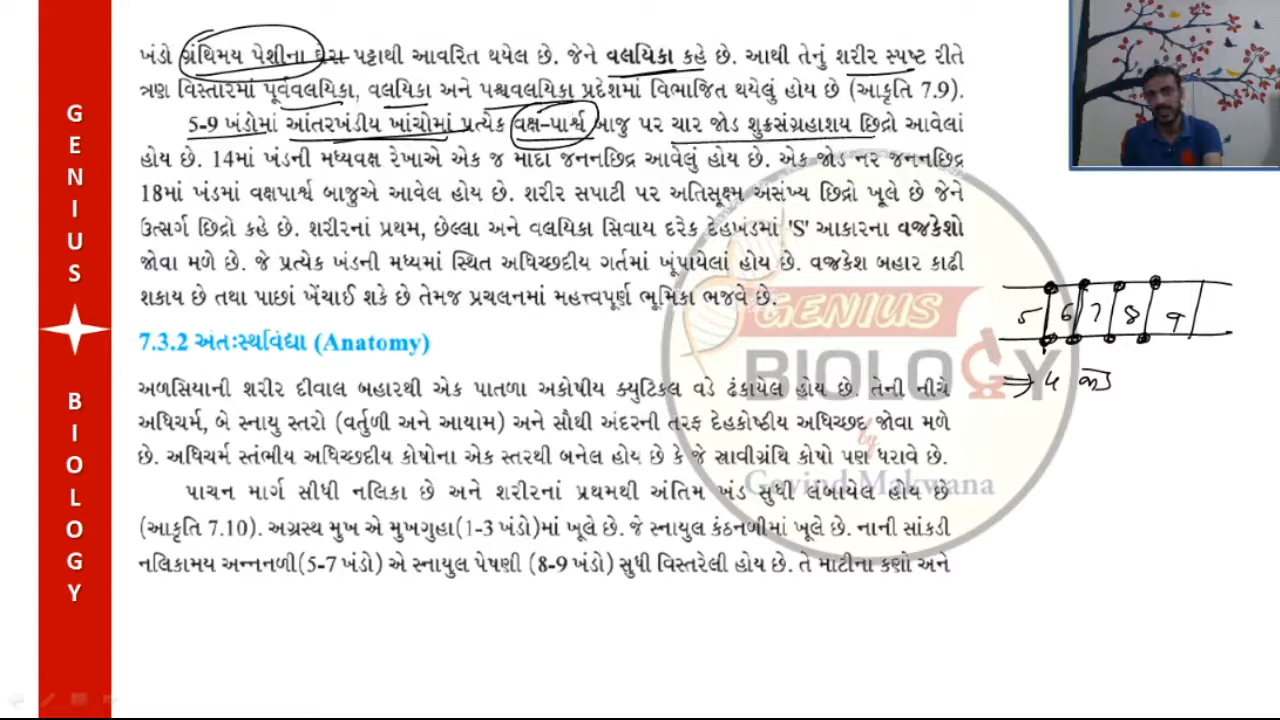 ખંડો ગ્રંથિમય પેશીના ઘેરા પટ્ટાથી આવરિત થયેલ છે. જેને વલયિકા કહે છે. આથી તેનું શરીર સ્પષ્ટ રીતે
ત્રણ વિસ્તારમાં પૂર્વવલયિકા, વલયિકા અને પશ્ચવલયિકા પ્રદેશમાં વિભાજિત થયેલું હોય છે (આકૃતિ 7.9).
5-9 ખંડોમાં આંતરખંડીય ખાંચોમાં પ્રત્યેક વક્ષ-પાર્શ્વ બાજુ પર ચાર જોડ શુક્રસંગ્રહાશય છિદ્રો આવેલાં
હોય છે. 14માં ખંડની મધ્યવક્ષ રેખાએ એક જ માદા જનનછિદ્ર આવેલું હોય છે. એક જોડ નર જનનછિદ્ર
18માં ખંડમાં વક્ષપાર્શ્વ બાજુએ આવેલ હોય છે. શરીર સપાટી પર અતિસૂક્ષ્મ અસંખ્ય છિદ્રો ખૂલે છે જેને
ઉત્સર્ગ છિદ્રો કહે છે. શરીરનાં પ્રથમ, છેલ્લા અને વલયિકા સિવાય દરેક દેહખંડમાં 'S' આકારના વજ્રકેશો
જોવા મળે છે. જે પ્રત્યેક ખંડની મધ્યમાં સ્થિત અધિચ્છદીય ગર્તમાં ખૂંપાયેલાં હોય છે. વજ્રકેશ બહાર કાઢી
શકાય છે તથા પાછાં ખેંચાઈ શકે છે તેમજ પ્રચલનમાં મહત્ત્વપૂર્ણ ભૂમિકા ભજવે છે.
7.3.2 અંતઃસ્થવિદ્યા (Anatomy)
અળસિયાની શરીર દીવાલ બહારથી એક પાતળા અકોષીય ક્યુટિકલ વડે ઢંકાયેલ હોય છે. તેની નીચે
અધિચર્મ, બે સ્નાયુ સ્તરો (વર્તુળી અને આયામ) અને સૌથી અંદરની તરફ દેહકોષ્ઠીય અધિચ્છદ જોવા મળે
છે. અધિચર્મ સ્તંભીય અધિચ્છદીય કોષોના એક સ્તરથી બનેલ હોય છે કે જે સ્રાવીગ્રંથિ કોષો પણ ધરાવે છે.
પાચન માર્ગ સીધી નલિકા છે અને શરીરનાં પ્રથમથી અંતિમ ખંડ સુધી લંબાયેલ હોય છે
(આકૃતિ 7.10). અગ્રસ્થ મુખ એ મુખગુહા(1-3 ખંડો)માં ખૂલે છે. જે સ્નાયુલ કંઠનળીમાં ખૂલે છે. નાની સાંકડી
નલિકામય અન્નનળી(5-7 ખંડો) એ સ્નાયુલ પેષણી (8-9 ખંડો) સુધી વિસ્તરેલી હોય છે. તે માટીના કણો અને
GENIUS BIOLOGY
GENIUS
BIOLOGY
by
Govind Makwana
5 6 7 8 9
⇒ ૪ જોડ